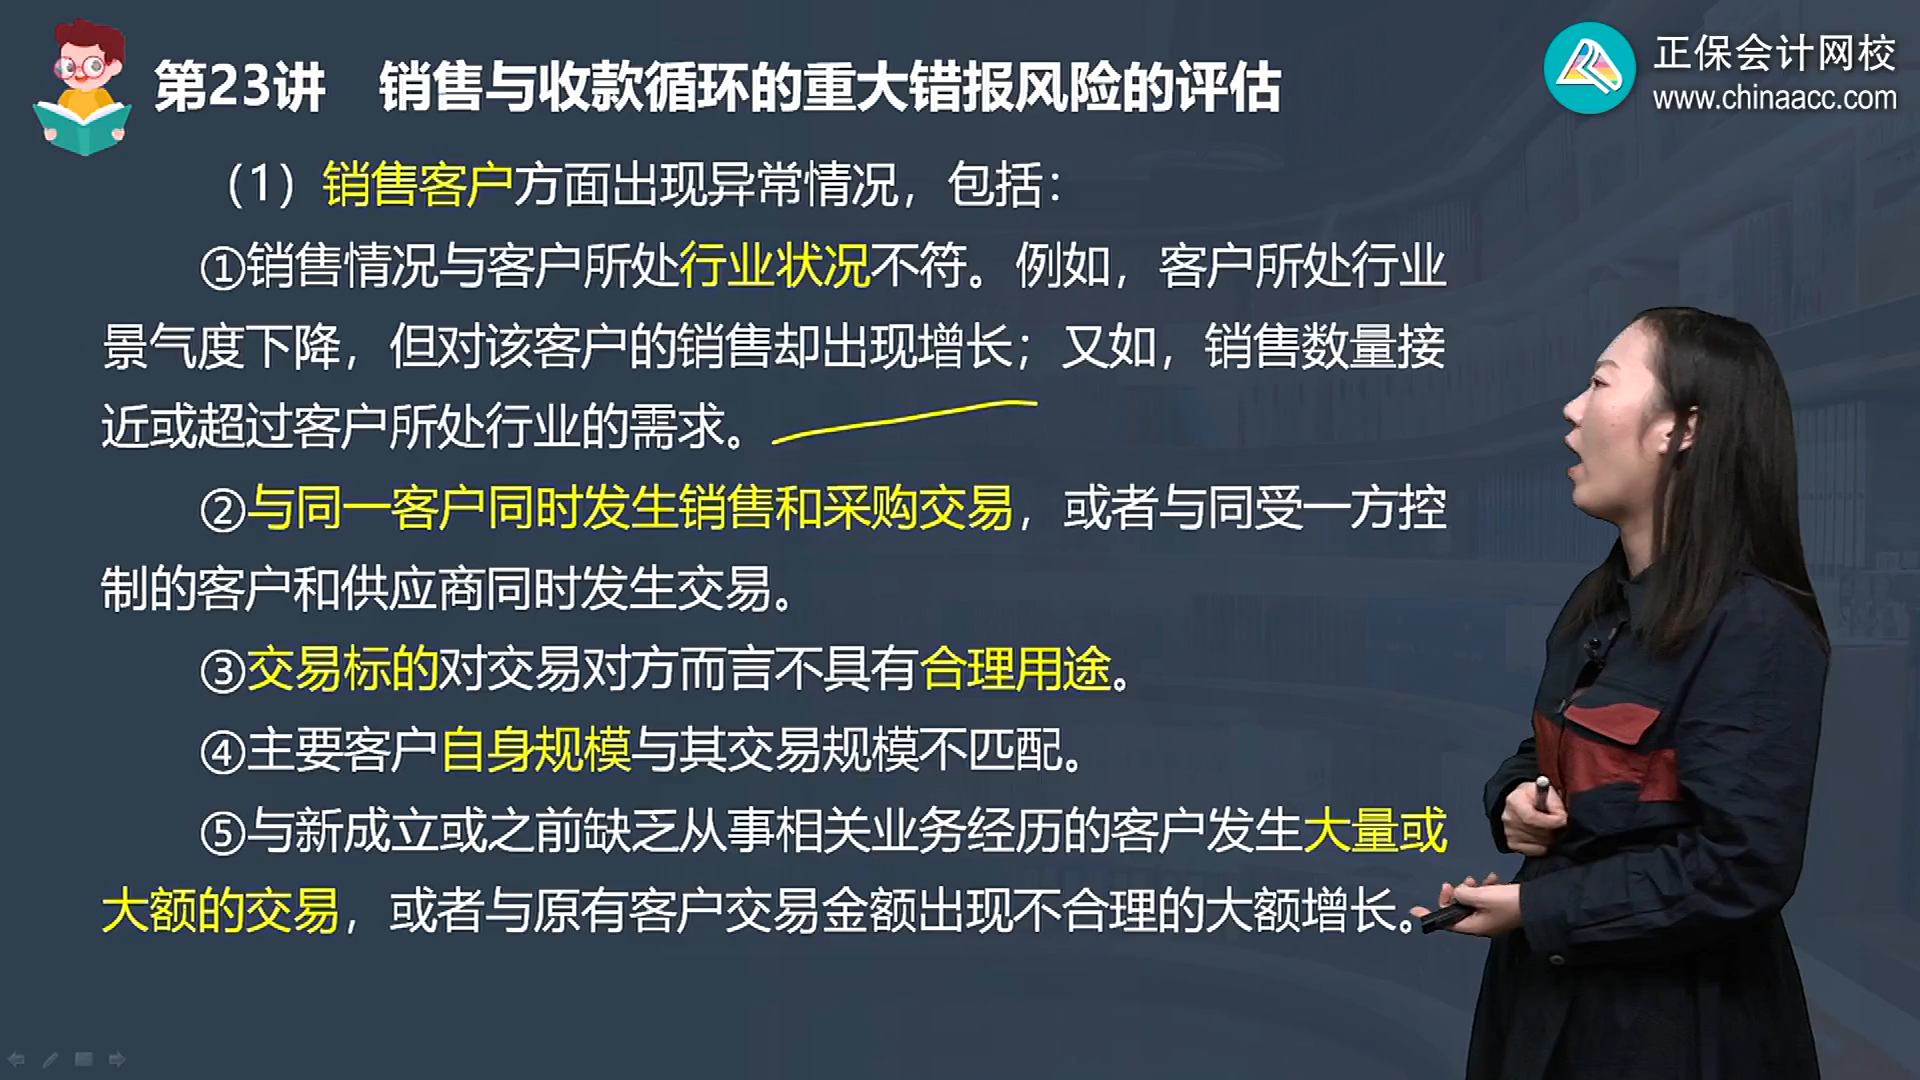 第23讲 销售与收款循环的重大错报风险的评估
正保会计网校
www.chinaacc.com
（1）销售客户方面出现异常情况，包括：
①销售情况与客户所处行业状况不符。例如，客户所处行业
景气度下降，但对该客户的销售却出现增长；又如，销售数量接
近或超过客户所处行业的需求。
②与同一客户同时发生销售和采购交易，或者与同受一方控
制的客户和供应商同时发生交易。
③交易标的对交易对方而言不具有合理用途。
④主要客户自身规模与其交易规模不匹配。
⑤与新成立或之前缺乏从事相关业务经历的客户发生大量或
大额的交易，或者与原有客户交易金额出现不合理的大额增长。